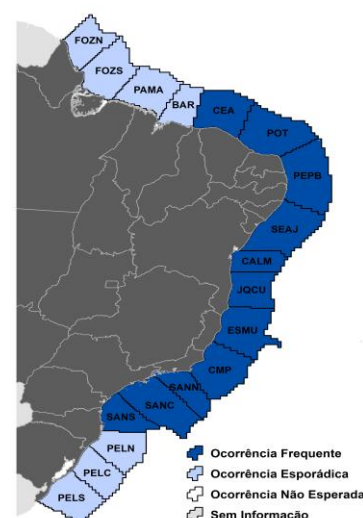 FOZN
FOZS
PAMA
BAR
CEA
POT
PEPB
SEAJ
CALM
JQCU
ESMU
CMP
SANN
SANC
SANS
PELN
PELC
PELS
Ocorrência Frequente
Ocorrência Esporádica
Ocorrência Não Esperada
Sem Informação